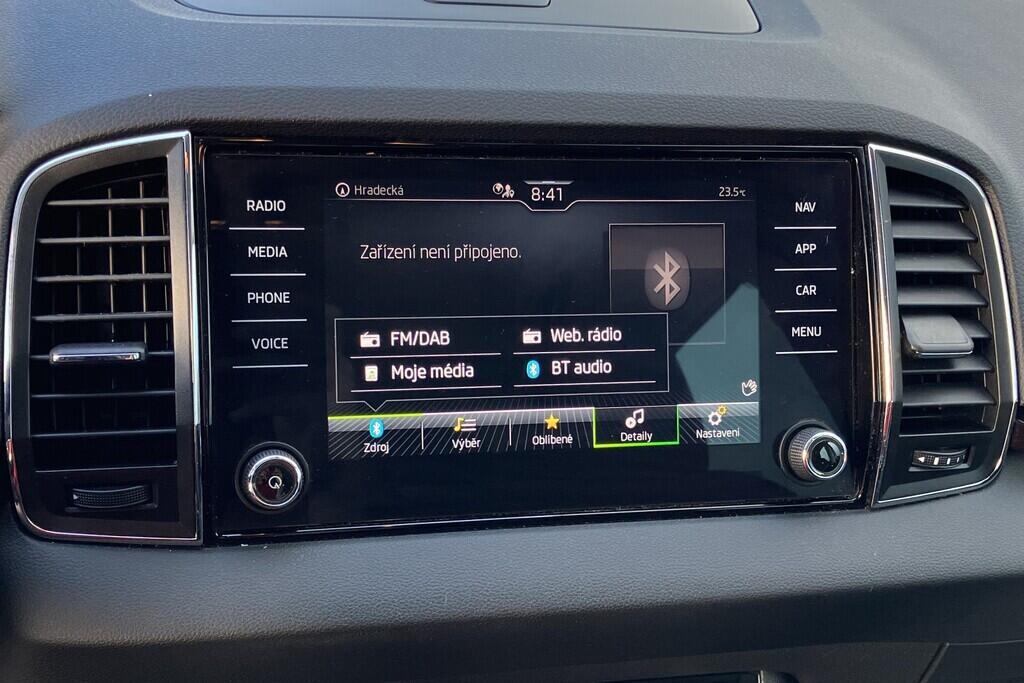 RADIO
MEDIA
PHONE
VOICE
Hradecká
8:41
23.5°C
Zařízení není připojeno.
FM/DAB
Web. rádio
Moje média
BT audio
Zdroj
Výběr
Oblíbené
Detaily
Nastavení
NAV
APP
CAR
MENU